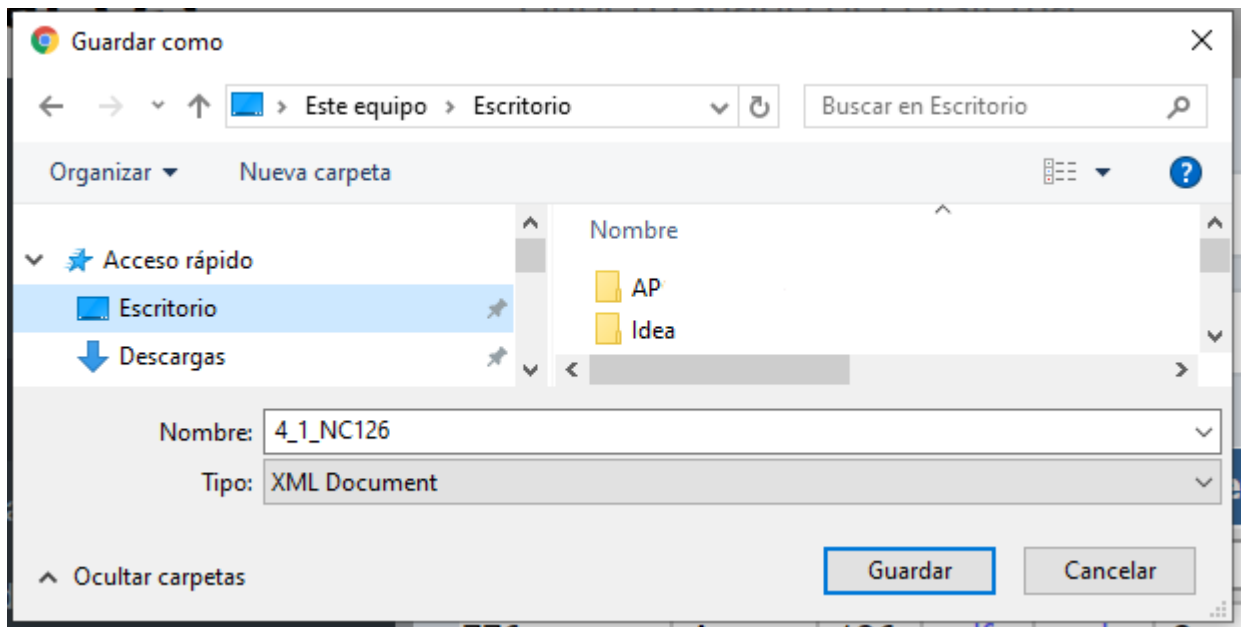 Guardar como
Este equipo > Escritorio
Buscar en Escritorio
Organizar
Nueva carpeta
Nombre
Acceso rápido
AP
Escritorio
Idea
Descargas
Nombre: 4_1_NC126
Tipo: XML Document
Ocultar carpetas
Guardar
Cancelar